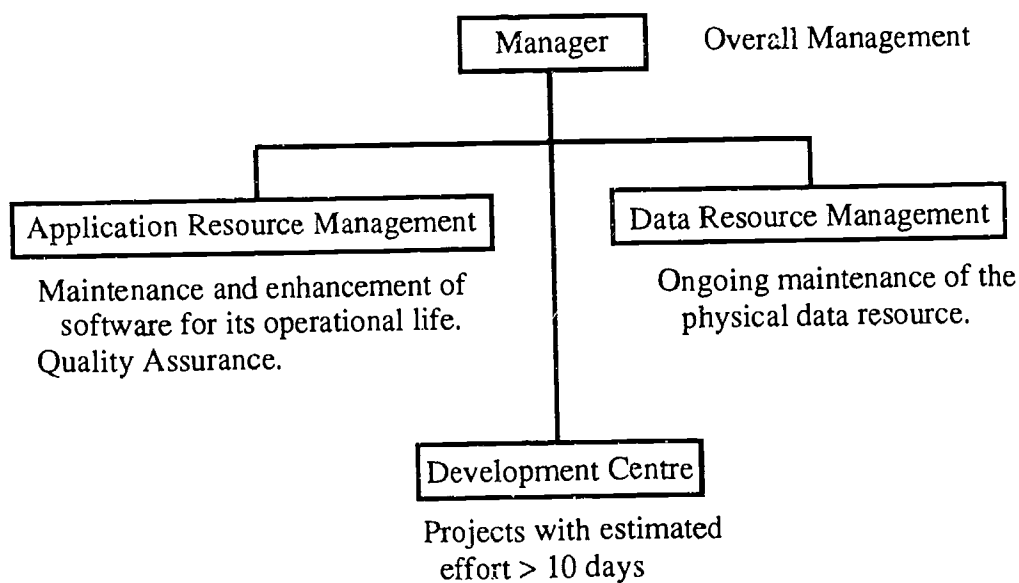 Manager
Overall Management
Application Resource Management
Data Resource Management
Maintenance and enhancement of
software for its operational life.
Quality Assurance.
Ongoing maintenance of the
physical data resource.
Development Centre
Projects with estimated
effort > 10 days